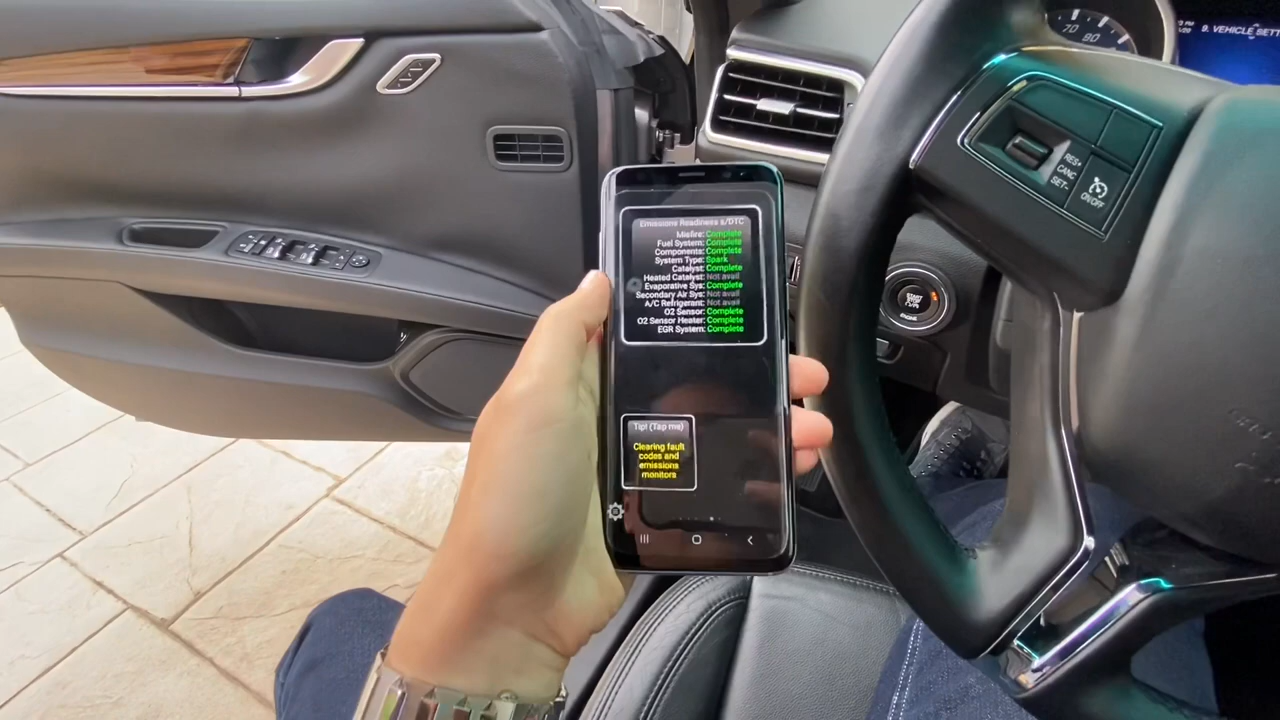 70 80
9. VEHICLE SETT
RES+
CANC
SET-
ON/OFF
START
ENGINE
Emissions Readiness s/DTC
Misfire: Complete
Fuel System: Complete
Components: Complete
System Type: Spark
Catalyst: Complete
Heated Catalyst: Not avail
Evaporative Sys: Complete
Secondary Air Sys: Not avail
A/C Refrigerant: Not avail
O2 Sensor: Complete
O2 Sensor Heater: Complete
EGR System: Complete
Tip! (Tap me)
Clearing fault
codes and
emissions
monitors